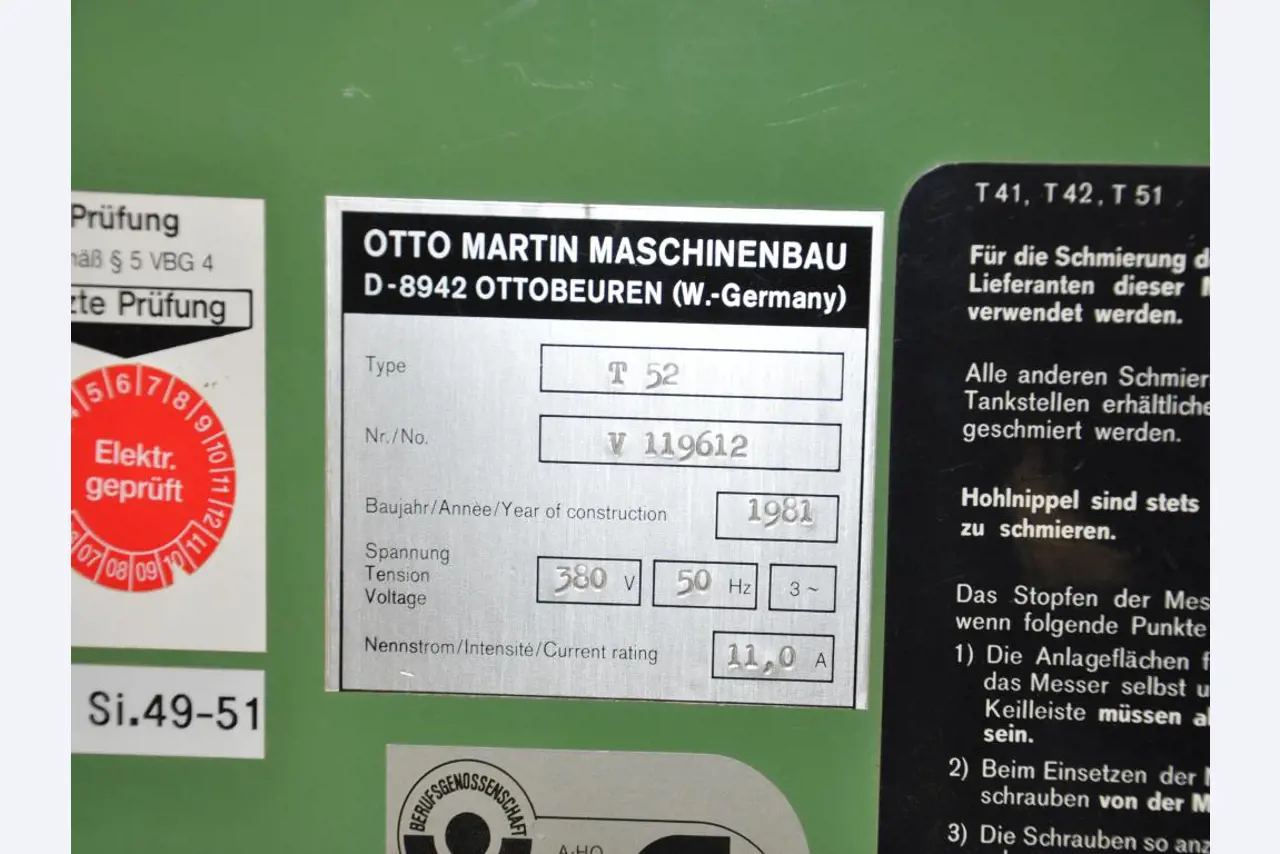 Prüfung
§ 5 VBG 4
Prüfung
5 6 7 8 9 10 11 12
Elektr.
geprüft
07 08 09 10 11
Si.49-51
OTTO MARTIN MASCHINENBAU
D-8942 OTTOBEUREN (W.-Germany)
Type T 52
Nr./No. V 119612
Baujahr/Année/Year of construction 1981
Spannung
Tension
Voltage 380 V 50 Hz 3 ~
Nennstrom/Intensité/Current rating 11,0 A
BERUFSGENOSSENSCHAFT
T 41, T 42, T 51
Für die Schmierung
Lieferanten dieser
verwendet werden.
Alle anderen Schmier
Tankstellen erhältliche
geschmiert werden.
Hohlnippel sind stets
zu schmieren.
Das Stopfen der Mes
wenn folgende Punkte
1) Die Anlageflächen
das Messer selbst
Keilleiste müssen
sein.
2) Beim Einsetzen der
schrauben von der
3) Die Schrauben so